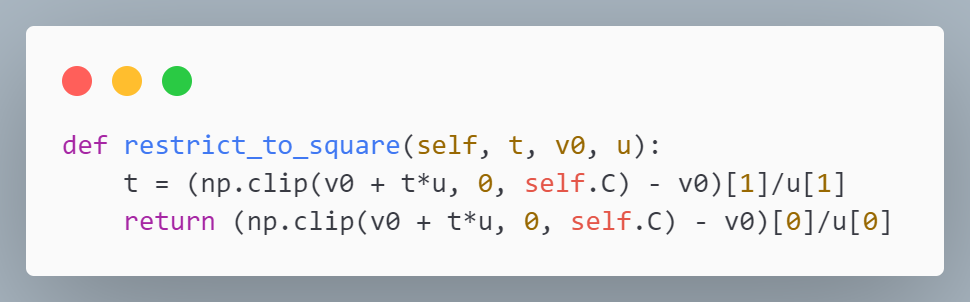 def restrict_to_square(self, t, v0, u):
    t = (np.clip(v0 + t*u, 0, self.C) - v0)[1]/u[1]
    return (np.clip(v0 + t*u, 0, self.C) - v0)[0]/u[0]